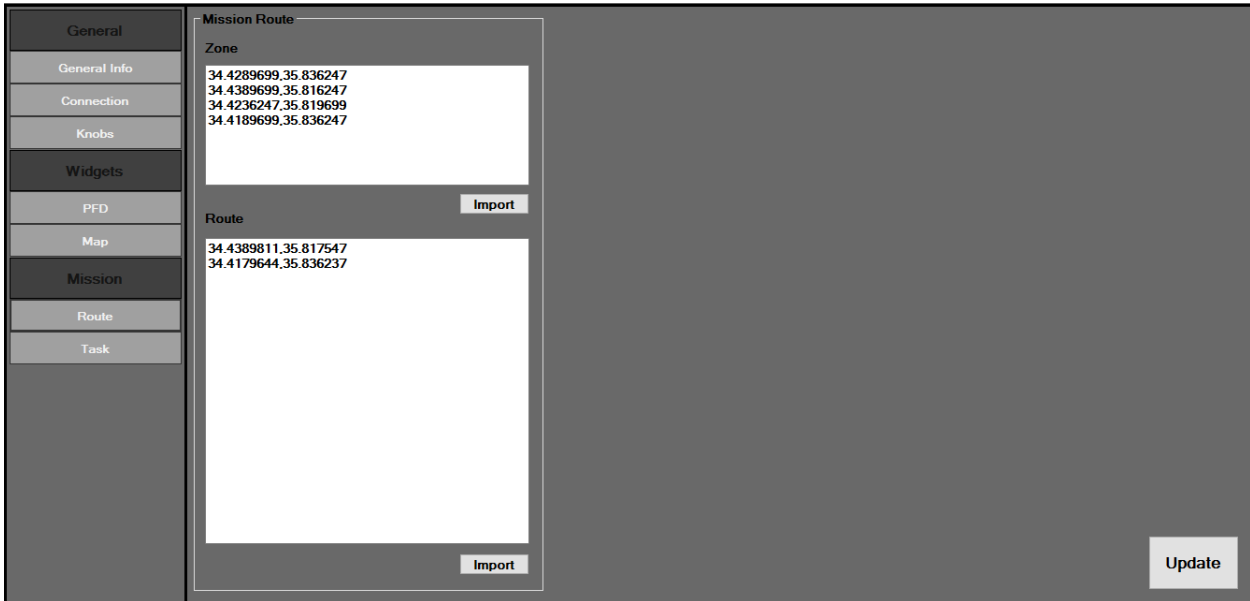 General
General Info
Connection
Knobs
Widgets
PFD
Map
Mission
Route
Task
Mission Route
Zone
34.4289699,35.836247
34.4389699,35.816247
34.4236247,35.819699
34.4189699,35.836247
Import
Route
34.4389811,35.817547
34.4179644,35.836237
Import
Update